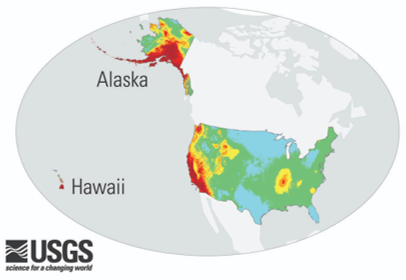 Alaska
Hawaii
USGS
science for a changing world